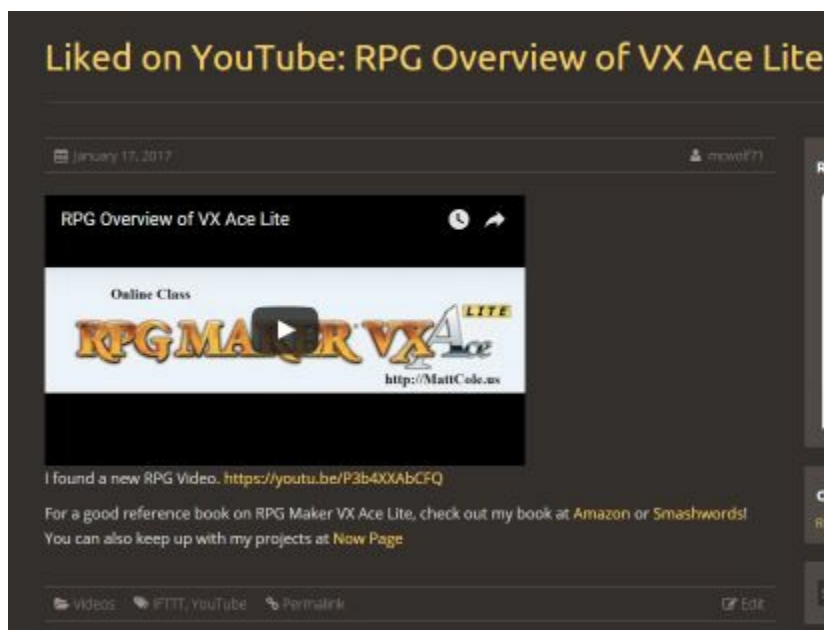 Liked on YouTube: RPG Overview of VX Ace Lite
January 17, 2017
mcwolf71
RPG Overview of VX Ace Lite
Online Class
RPG MAKER VX Ace
LITE
http://MattCole.us
I found a new RPG Video. https://youtu.be/P3b4XXAbCFQ
For a good reference book on RPG Maker VX Ace Lite, check out my book at Amazon or Smashwords!
You can also keep up with my projects at Now Page
Videos IFTTT, YouTube Permalink
Edit